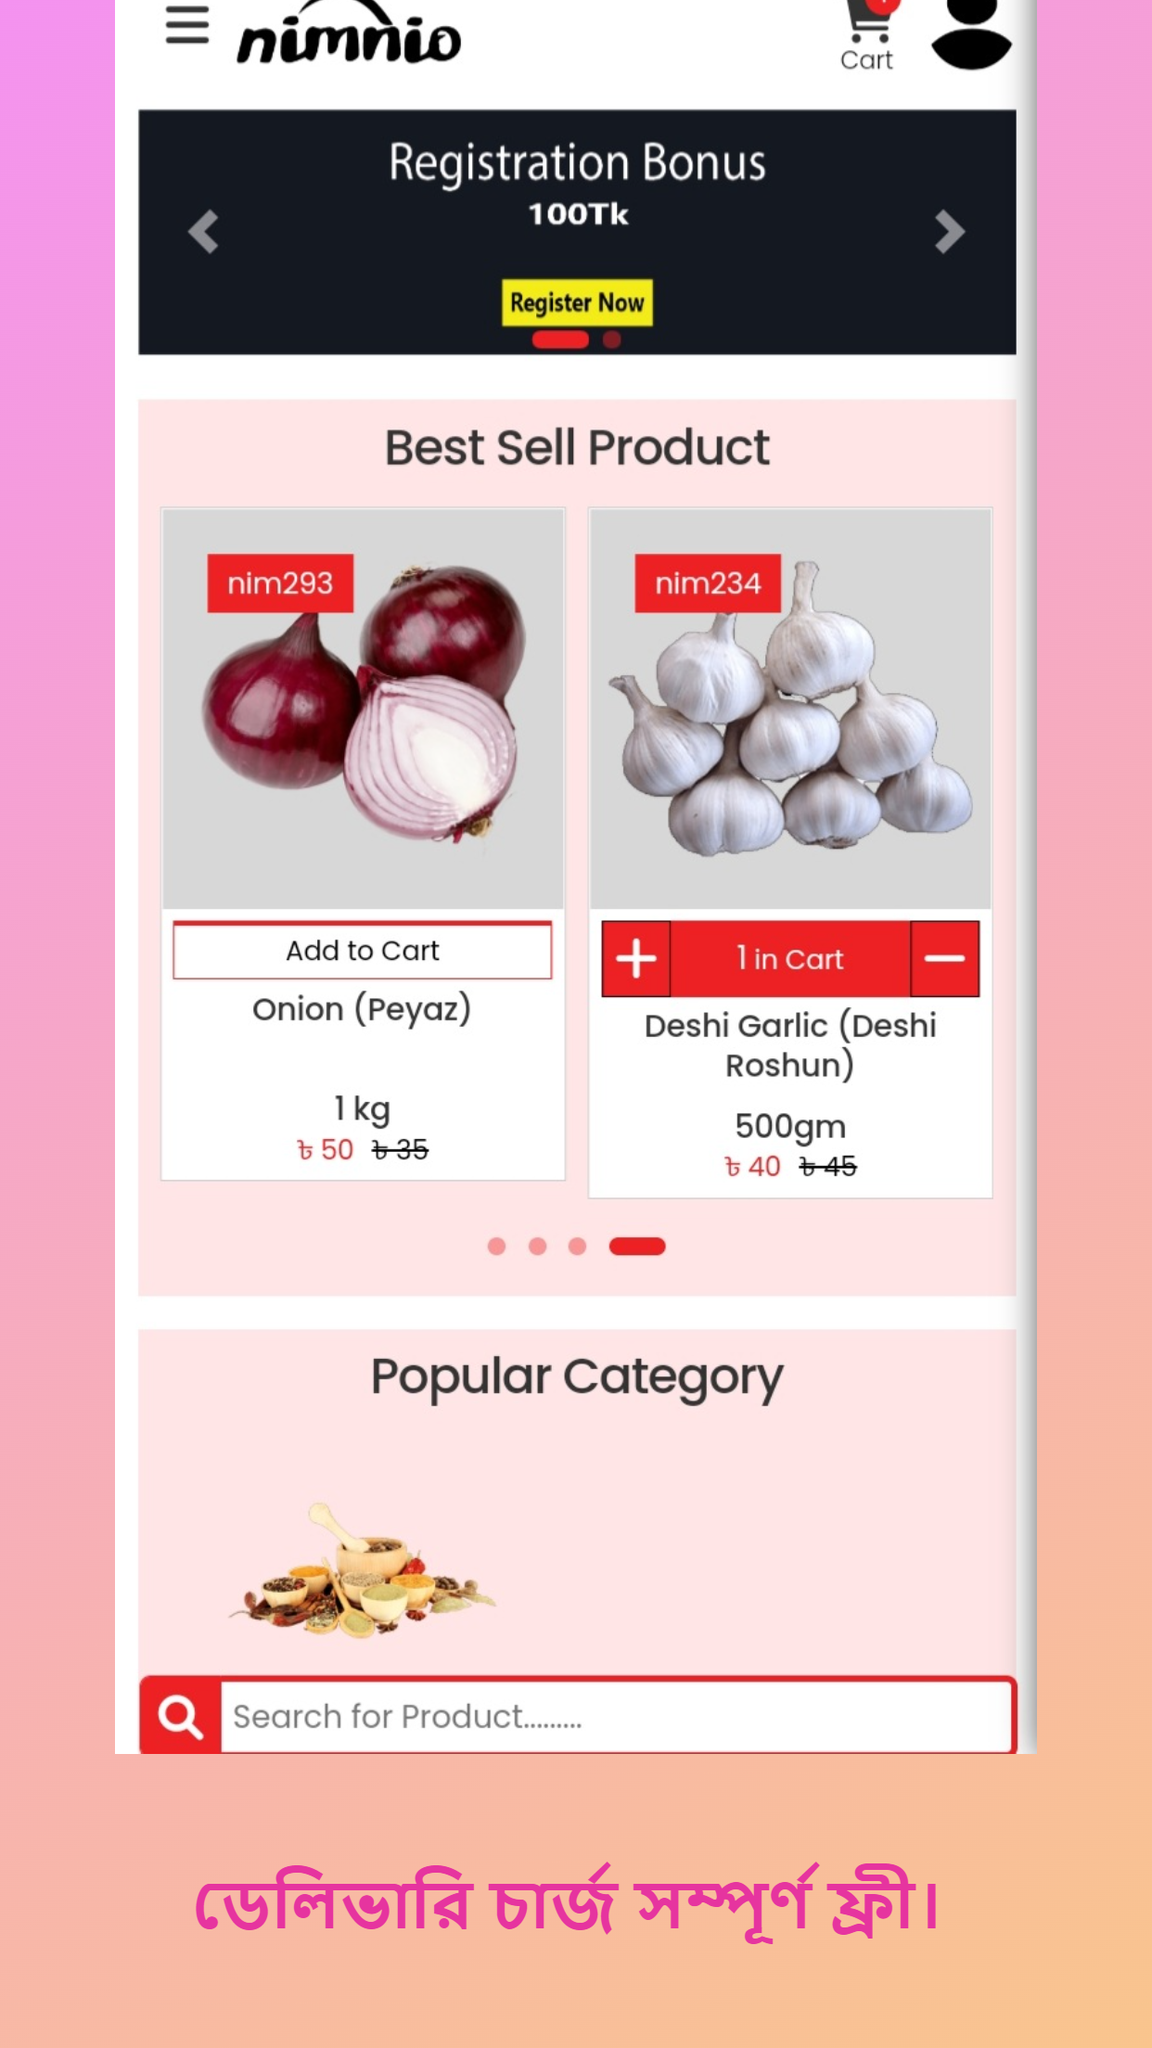 nimnio
Cart
Registration Bonus
100Tk
Register Now
Best Sell Product
nim293
nim234
Add to Cart
1 in Cart
Onion (Peyaz)
Deshi Garlic (Deshi
Roshun)
1 kg
500gm
৳ 50 ৳ 35
৳ 40 ৳ 45
Popular Category
Search for Product.........
ডেলিভারি চার্জ সম্পূর্ণ ফ্রী।